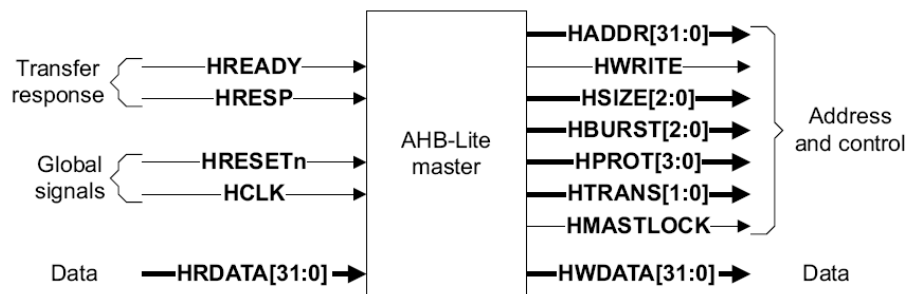 Transfer
response
HREADY
HRESP
Global
signals
HRESETn
HCLK
Data
HRDATA[31:0]
AHB-Lite
master
HADDR[31:0]
HWRITE
HSIZE[2:0]
HBURST[2:0]
HPROT[3:0]
HTRANS[1:0]
HMASTLOCK
Address
and control
HWDATA[31:0]
Data